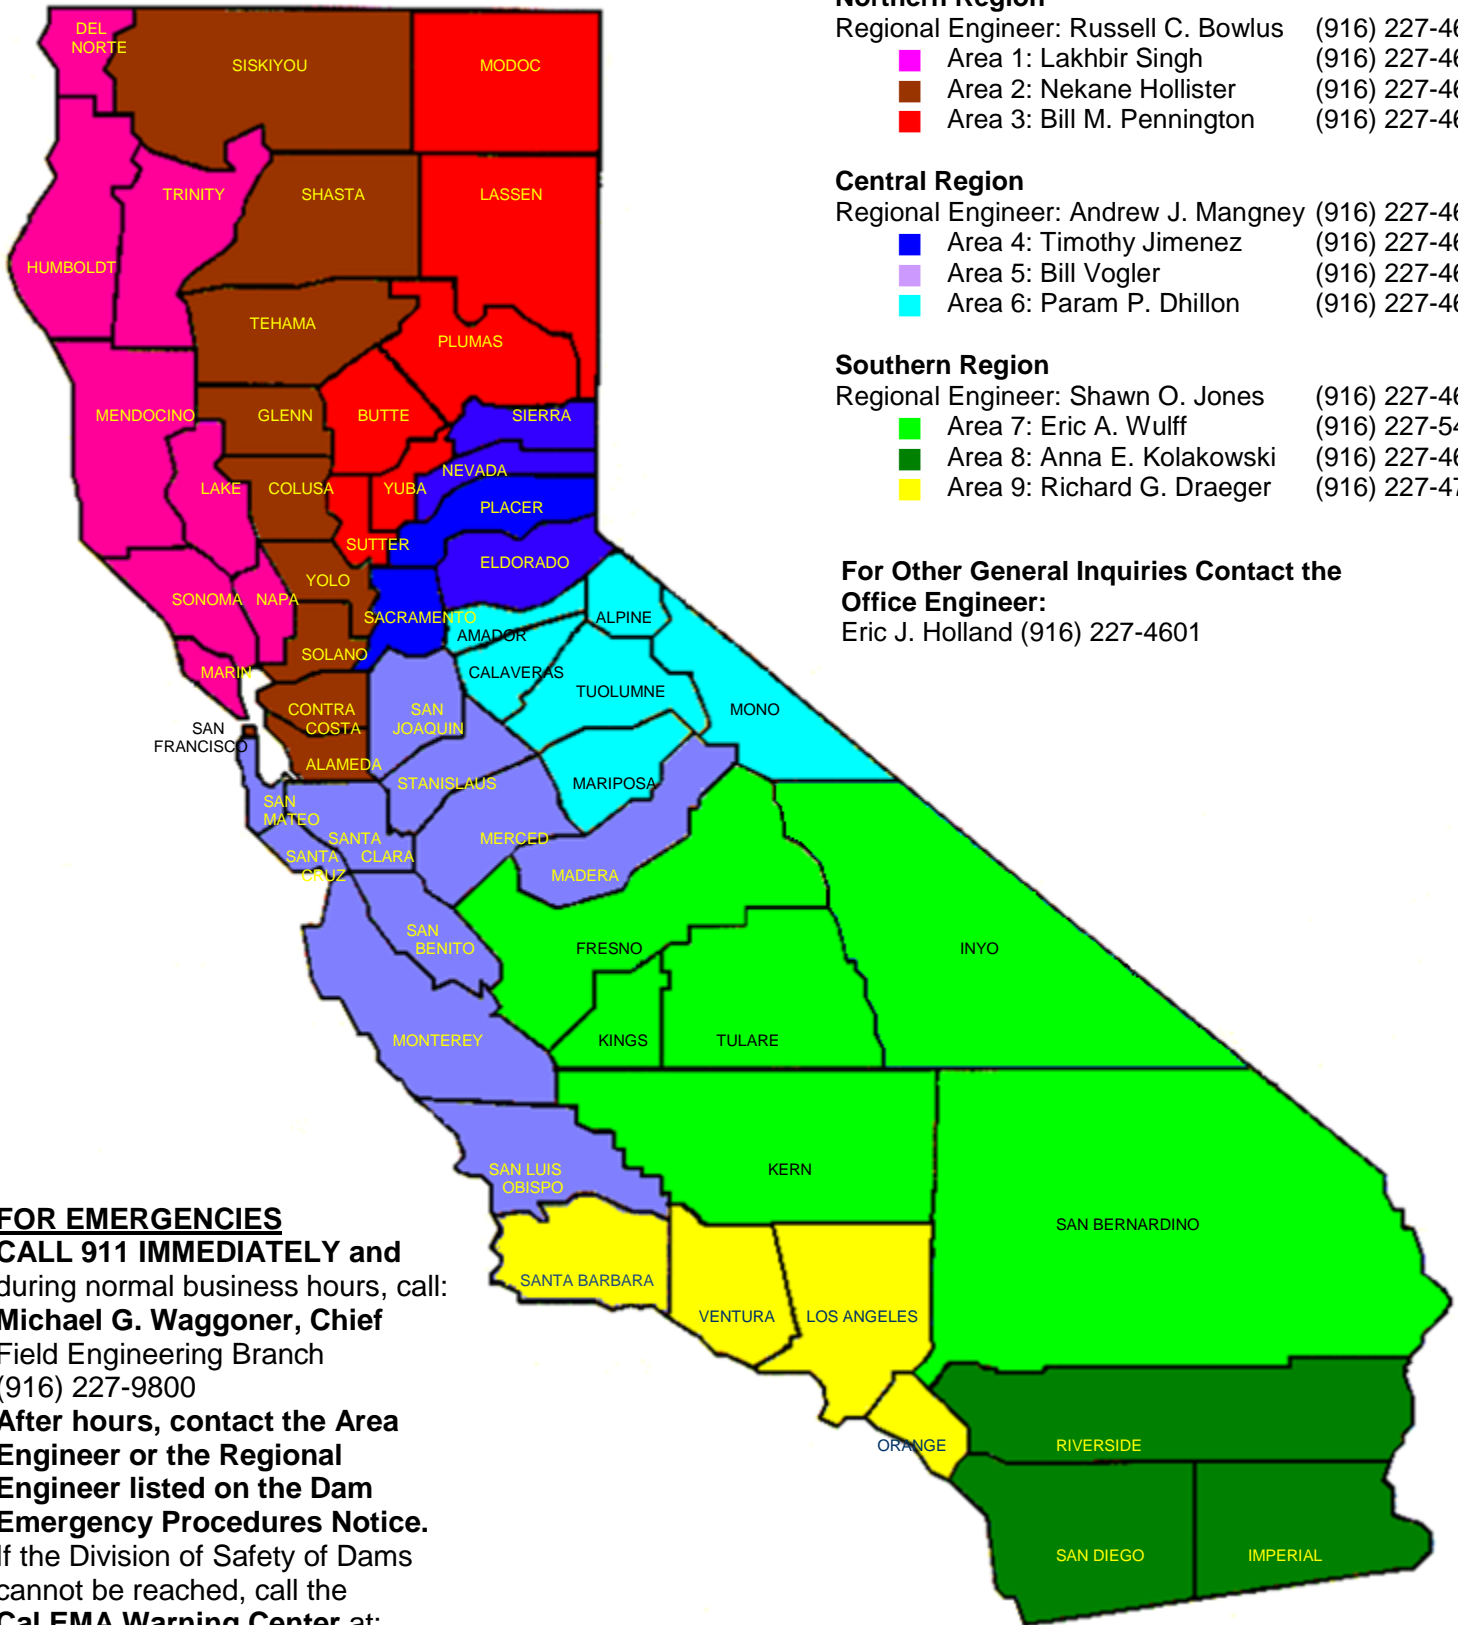 Northern Region
Regional Engineer: Russell C. Bowlus (916) 227-46
Area 1: Lakhbir Singh (916) 227-46
Area 2: Nekane Hollister (916) 227-46
Area 3: Bill M. Pennington (916) 227-46
Central Region
Regional Engineer: Andrew J. Mangney (916) 227-46
Area 4: Timothy Jimenez (916) 227-46
Area 5: Bill Vogler (916) 227-46
Area 6: Param P. Dhillon (916) 227-46
Southern Region
Regional Engineer: Shawn O. Jones (916) 227-46
Area 7: Eric A. Wulff (916) 227-54
Area 8: Anna E. Kolakowski (916) 227-46
Area 9: Richard G. Draeger (916) 227-47
For Other General Inquiries Contact the
Office Engineer:
Eric J. Holland (916) 227-4601
DEL
NORTE
SISKIYOU
MODOC
TRINITY
SHASTA
LASSEN
HUMBOLDT
TEHAMA
PLUMAS
MENDOCINO
GLENN
BUTTE
SIERRA
NEVADA
LAKE
COLUSA
YUBA
PLACER
SUTTER
ELDORADO
YOLO
SONOMA
NAPA
SACRAMENTO
ALPINE
AMADOR
SOLANO
MARIN
CALAVERAS
TUOLUMNE
MONO
CONTRA
COSTA
SAN
JOAQUIN
SAN
FRANCISCO
ALAMEDA
STANISLAUS
MARIPOSA
SAN
MATEO
SANTA
CLARA
MERCED
SANTA
CRUZ
MADERA
SAN
BENITO
FRESNO
INYO
MONTEREY
KINGS
TULARE
SAN LUIS
OBISPO
KERN
SAN BERNARDINO
SANTA BARBARA
VENTURA
LOS ANGELES
ORANGE
RIVERSIDE
SAN DIEGO
IMPERIAL
FOR EMERGENCIES
CALL 911 IMMEDIATELY and
during normal business hours, call:
Michael G. Waggoner, Chief
Field Engineering Branch
(916) 227-9800
After hours, contact the Area
Engineer or the Regional
Engineer listed on the Dam
Emergency Procedures Notice.
If the Division of Safety of Dams
cannot be reached, call the
Cal EMA Warning Center at: